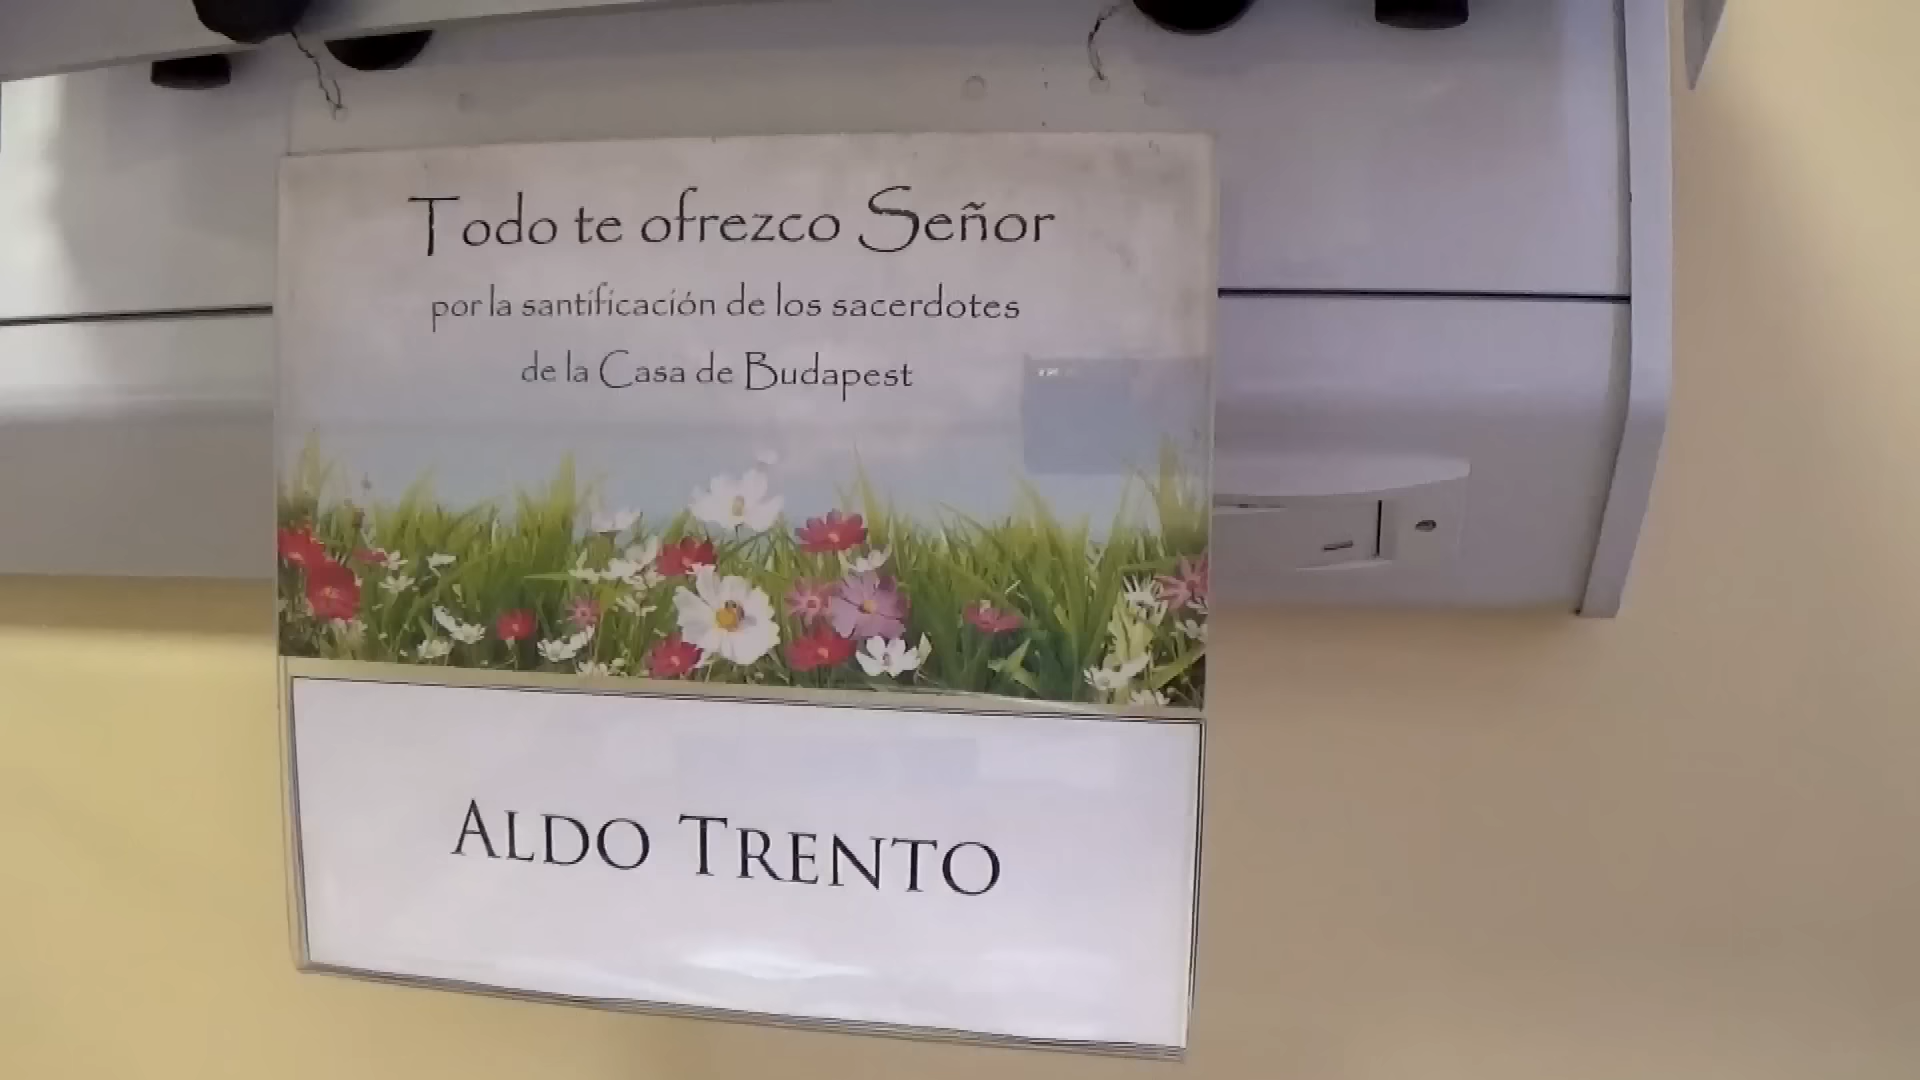 Todo te ofrezco Señor
por la santificación de los sacerdotes
de la Casa de Budapest
ALDO TRENTO